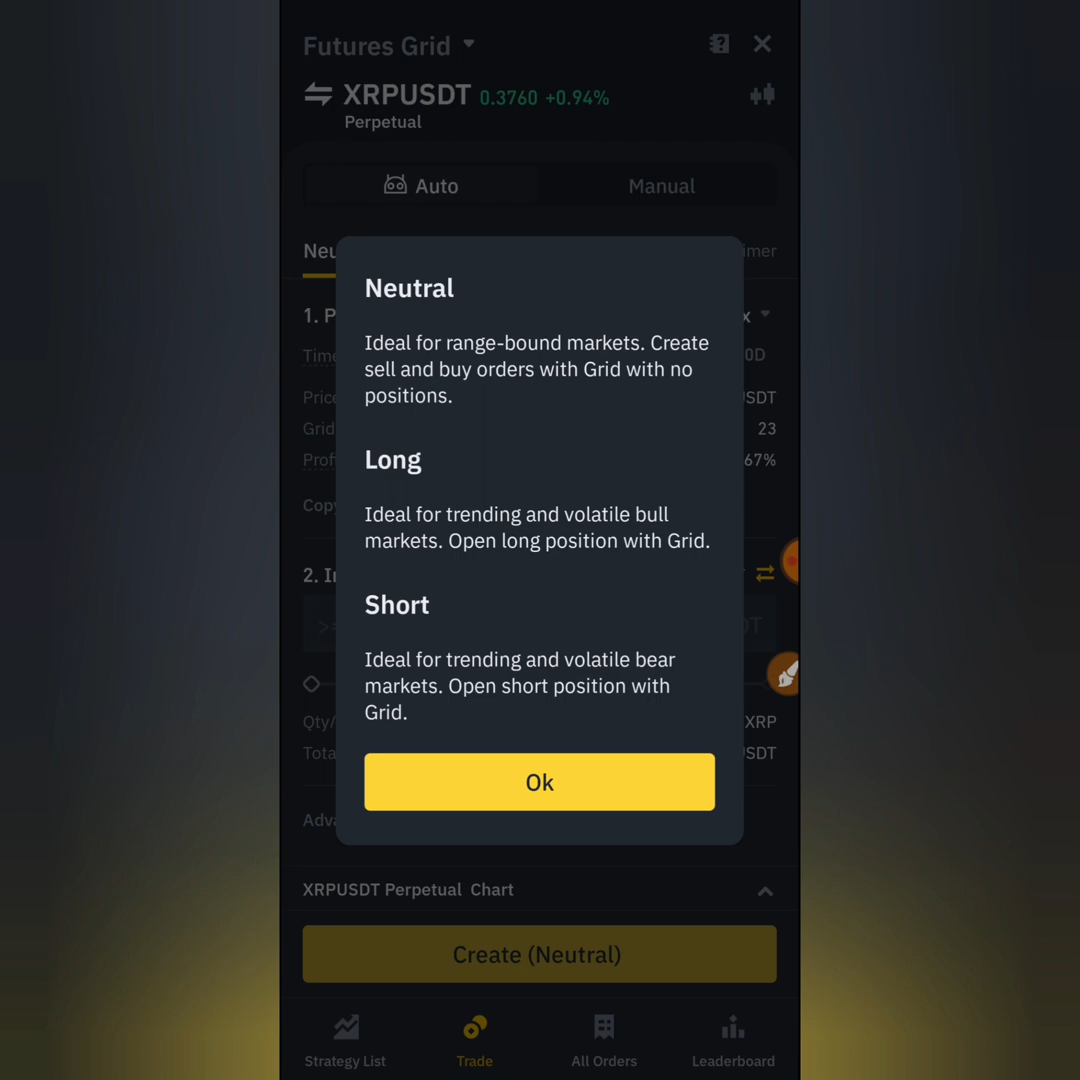 Futures Grid
XRPUSDT 0.3760 +0.94%
Perpetual
Auto
Manual
Neutral
Ideal for range-bound markets. Create
sell and buy orders with Grid with no
positions.
Long
Ideal for trending and volatile bull
markets. Open long position with Grid.
Short
Ideal for trending and volatile bear
markets. Open short position with
Grid.
Ok
23
67%
XRP
XRPUSDT Perpetual Chart
Create (Neutral)
Strategy List
Trade
All Orders
Leaderboard